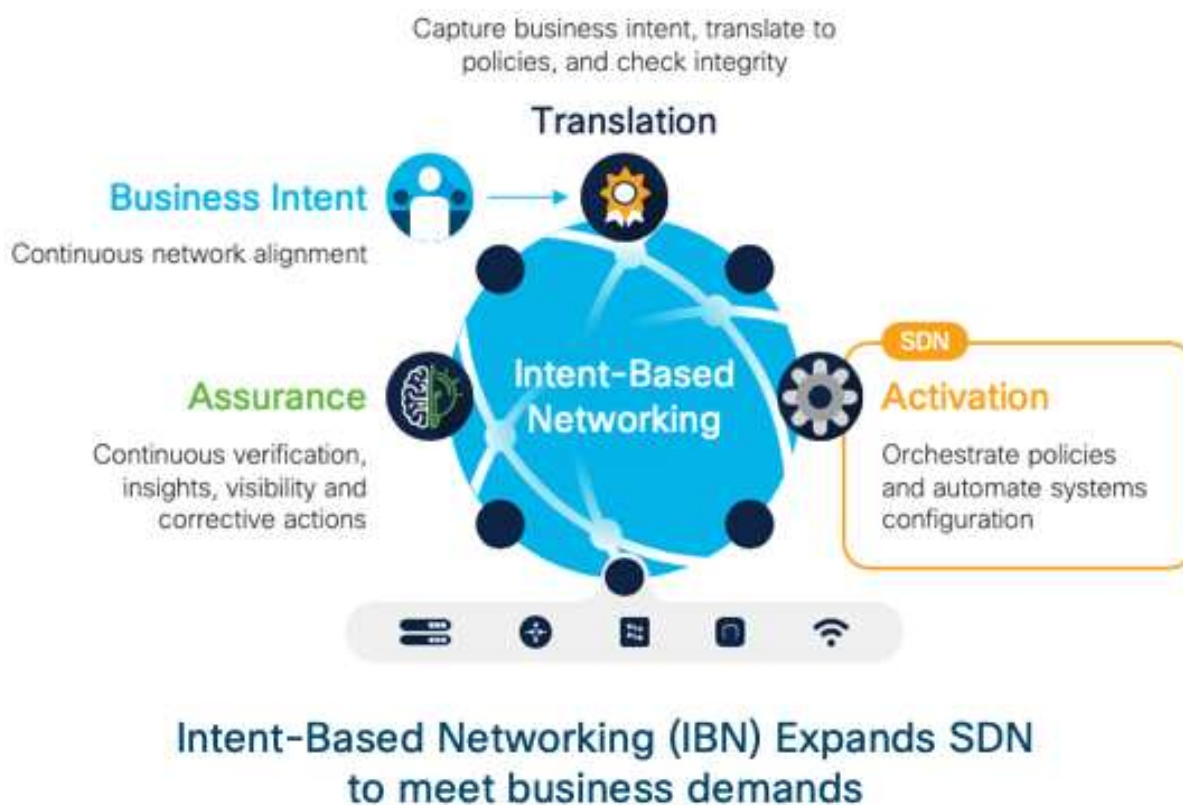 Capture business intent, translate to
policies, and check integrity
Translation
Business Intent
Continuous network alignment
SDN
Assurance
Intent-Based
Networking
Activation
Continuous verification,
insights, visibility and
corrective actions
Orchestrate policies
and automate systems
configuration
Intent-Based Networking (IBN) Expands SDN
to meet business demands